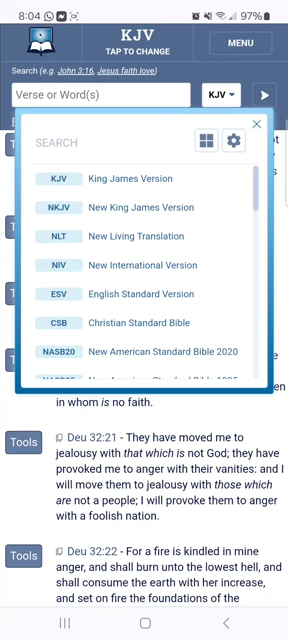 8:04
97%
KJV
TAP TO CHANGE
MENU
Search (e.g. John 3:16, Jesus faith love)
Verse or Word(s)
KJV
SEARCH
KJV King James Version
NKJV New King James Version
NLT New Living Translation
NIV New International Version
ESV English Standard Version
CSB Christian Standard Bible
NASB20 New American Standard Bible 2020
New American Standard Bible 1995
in whom is no faith.
Tools Deu 32:21 - They have moved me to
jealousy with that which is not God; they have
provoked me to anger with their vanities: and I
will move them to jealousy with those which
are not a people; I will provoke them to anger
with a foolish nation.
Tools Deu 32:22 - For a fire is kindled in mine
anger, and shall burn unto the lowest hell, and
shall consume the earth with her increase,
and set on fire the foundations of the